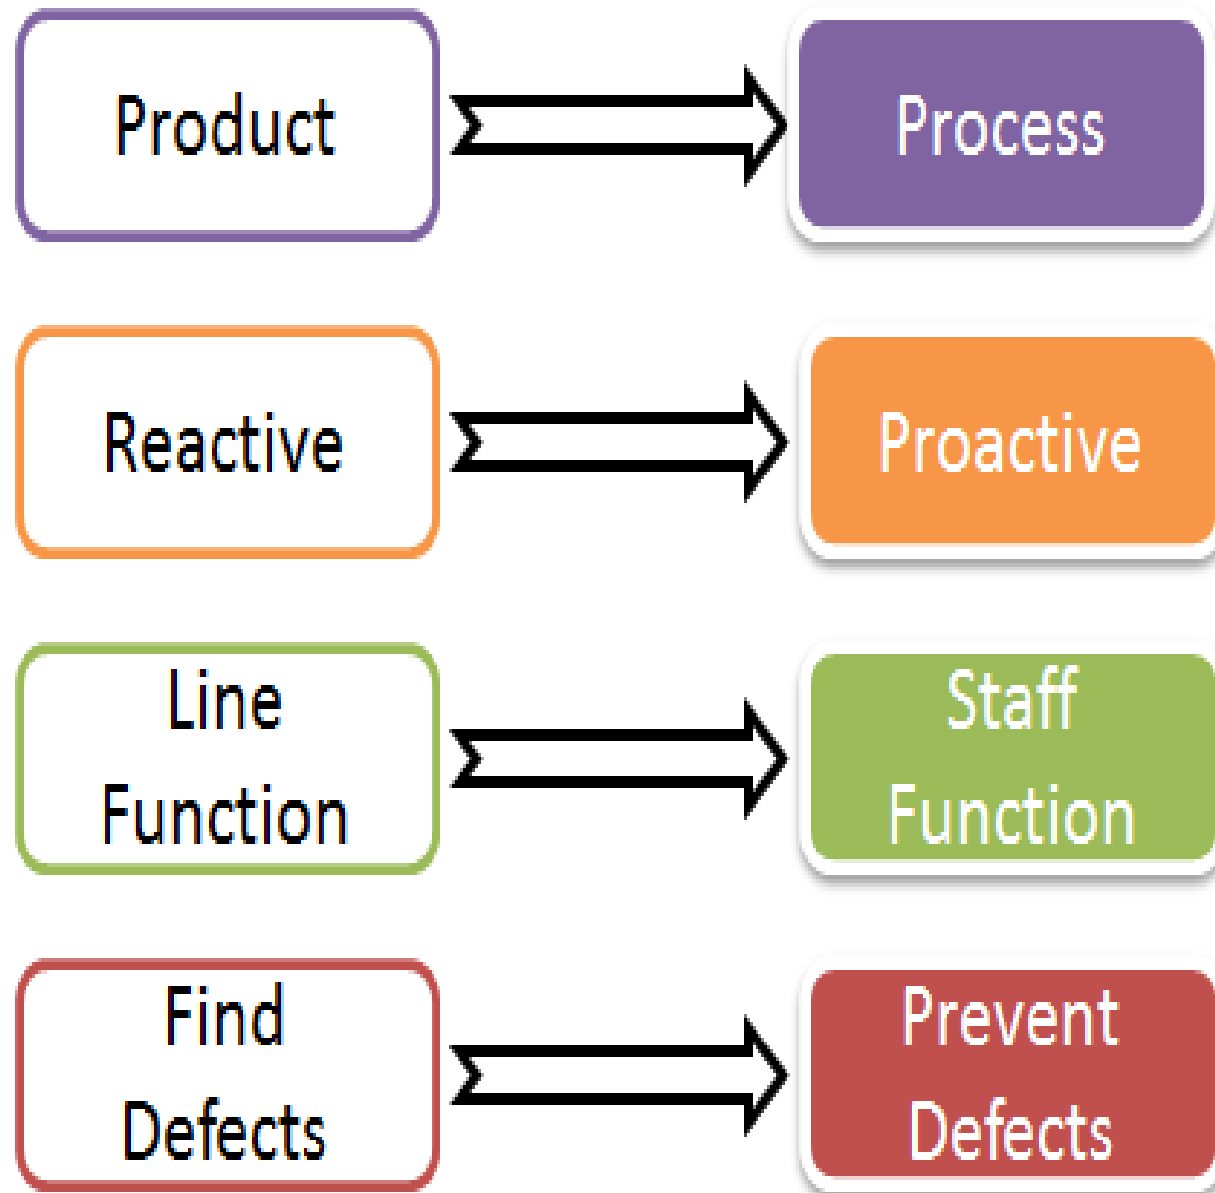 Product
Process
Reactive
Proactive
Line
Function
Staff
Function
Find
Defects
Prevent
Defects